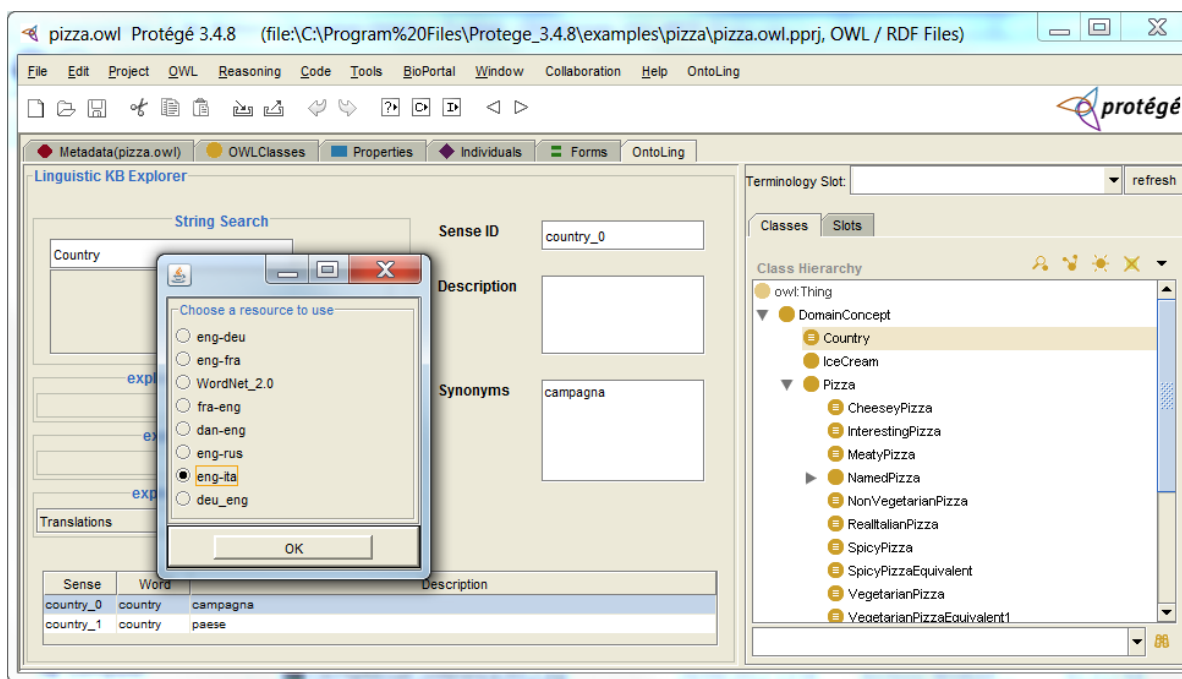 pizza.owl Protégé 3.4.8 (file:\C:\Program%20Files\Protege_3.4.8\examples\pizza\pizza.owl.pprj, OWL / RDF Files)
File Edit Project OWL Reasoning Code Tools BioPortal Window Collaboration Help OntoLing
protégé
Metadata(pizza.owl) OWLClasses Properties Individuals Forms OntoLing
Linguistic KB Explorer
String Search
Country
Sense ID country_0
Description
Synonyms campagna
Translations
Choose a resource to use
eng-deu
eng-fra
WordNet_2.0
fra-eng
dan-eng
eng-rus
eng-ita
deu_eng
OK
Sense Word Description
country_0 country campagna
country_1 country paese
Terminology Slot: refresh
Classes Slots
Class Hierarchy
owl:Thing
DomainConcept
Country
IceCream
Pizza
CheeseyPizza
InterestingPizza
MeatyPizza
NamedPizza
NonVegetarianPizza
RealItalianPizza
SpicyPizza
SpicyPizzaEquivalent
VegetarianPizza
VegetarianPizzaEquivalent1